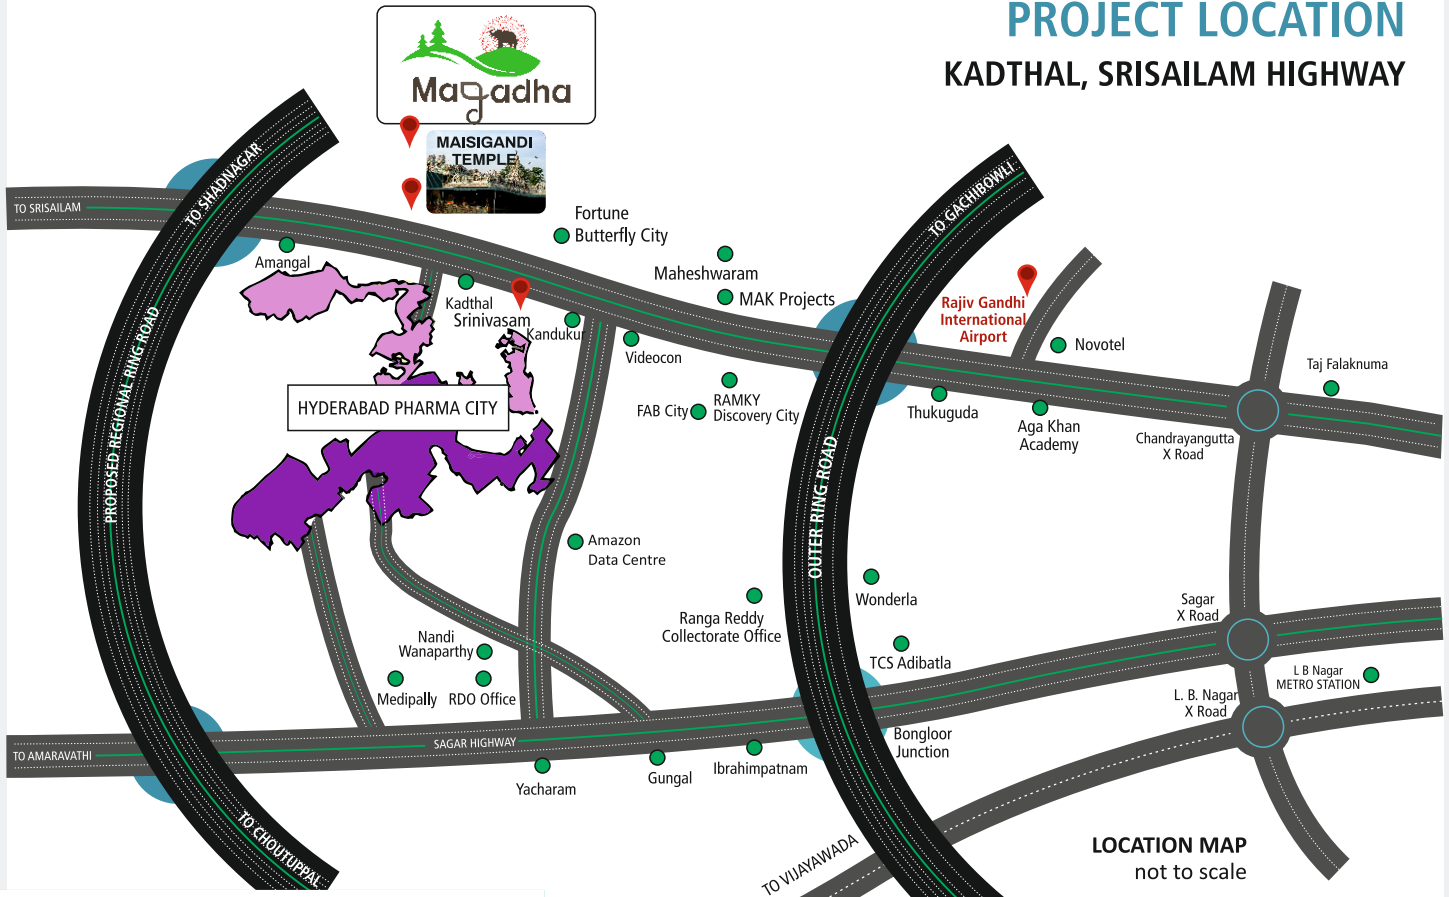 PROJECT LOCATION
KADTHAL, SRISAILAM HIGHWAY
Magadha
MAISIGANDI
TEMPLE
TO SHADNAGAR
TO SRISAILAM
Amangal
Fortune
Butterfly City
Maheshwaram
MAK Projects
TO GACHIBOWLI
Rajiv Gandhi
International
Airport
Novotel
Kadthal
Srinivasam
Kandukur
Videocon
FAB City
RAMKY
Discovery City
Thukuguda
Aga Khan
Academy
Taj Falaknuma
Chandrayangutta
X Road
HYDERABAD PHARMA CITY
PROPOSED REGIONAL RING ROAD
OUTER RING ROAD
Amazon
Data Centre
Ranga Reddy
Collectorate Office
Wonderla
TCS Adibatla
Sagar
X Road
L B Nagar
METRO STATION
L. B. Nagar
X Road
Nandi
Wanaparthy
Medipally
RDO Office
SAGAR HIGHWAY
TO AMARAVATHI
Bongloor
Junction
Yacharam
Gungal
Ibrahimpatnam
TO CHOUTUPPAL
TO VIJAYAWADA
LOCATION MAP
not to scale